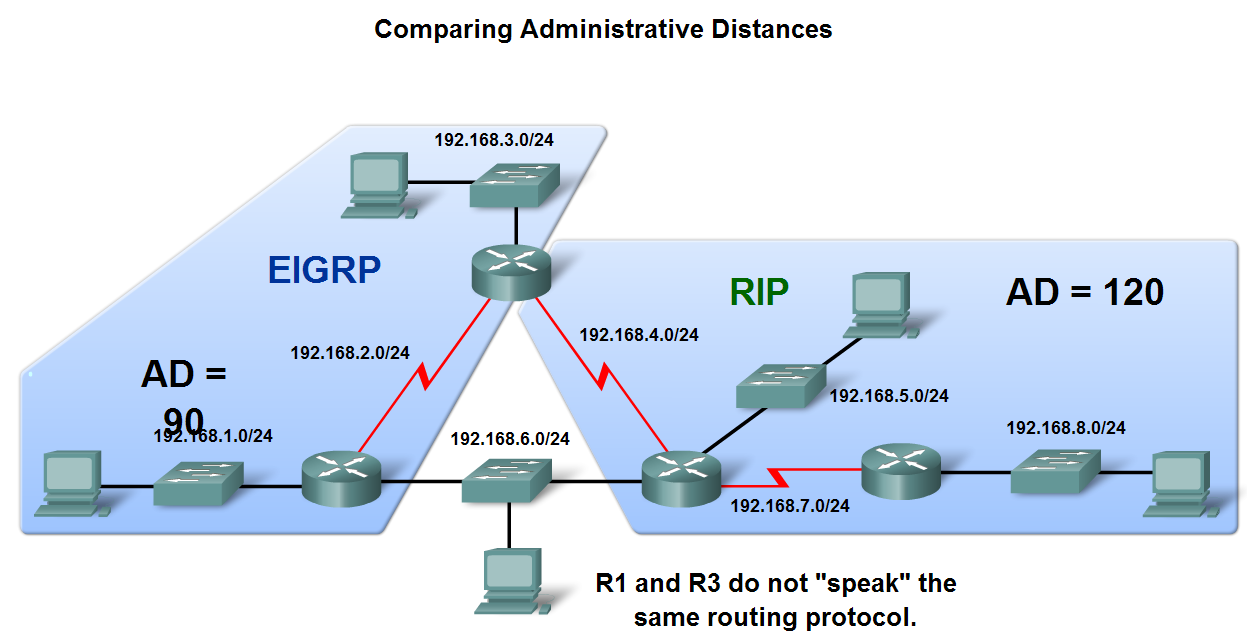 Comparing Administrative Distances
192.168.3.0/24
EIGRP
RIP
AD = 120
192.168.4.0/24
192.168.2.0/24
AD =
90
192.168.5.0/24
192.168.1.0/24
192.168.6.0/24
192.168.8.0/24
192.168.7.0/24
R1 and R3 do not "speak" the
same routing protocol.